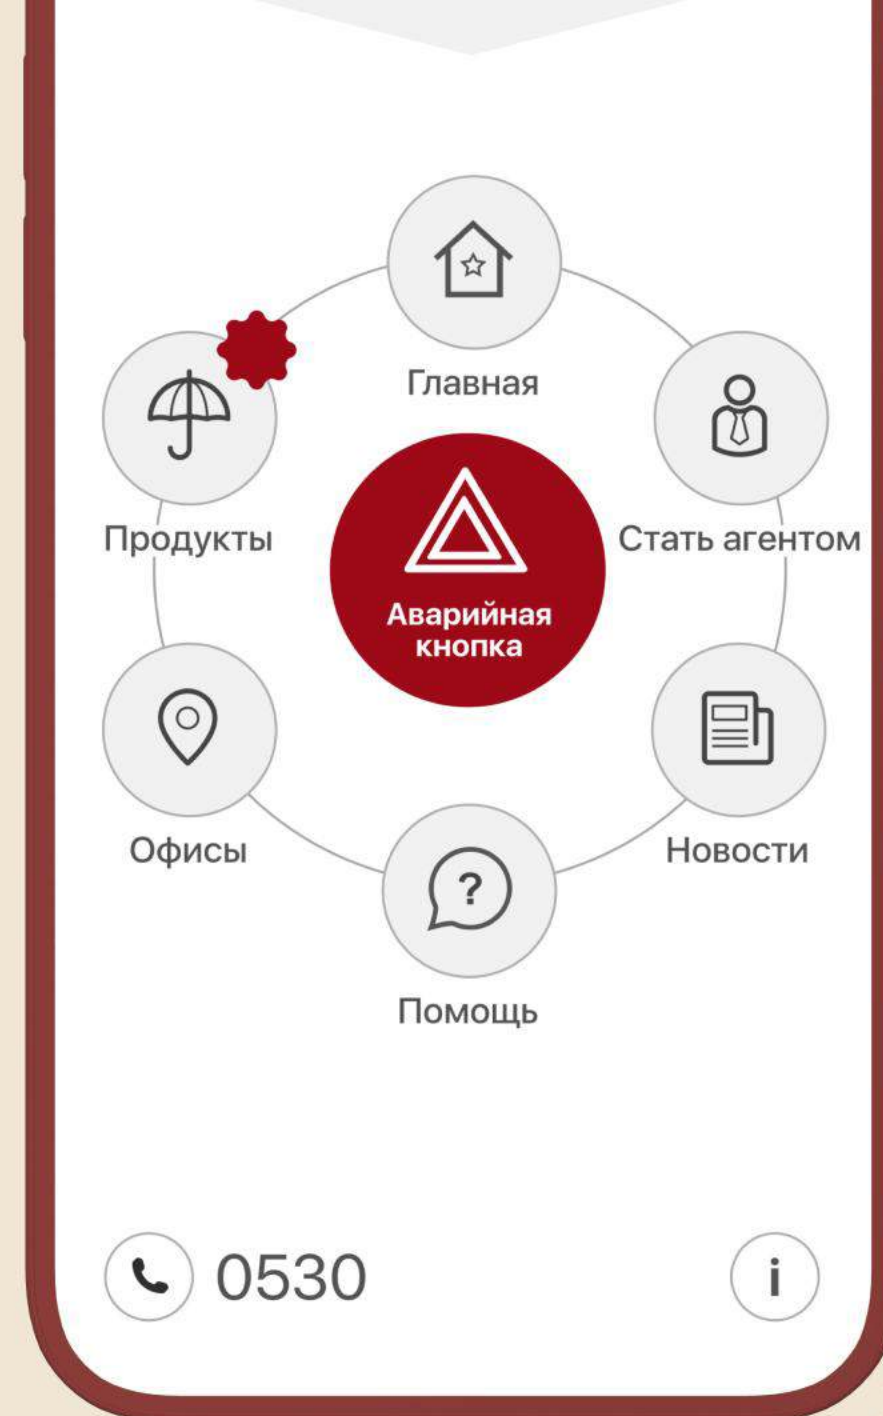 Главная
Продукты
Стать агентом
Аварийная
кнопка
Офисы
Новости
?
Помощь
0530
i